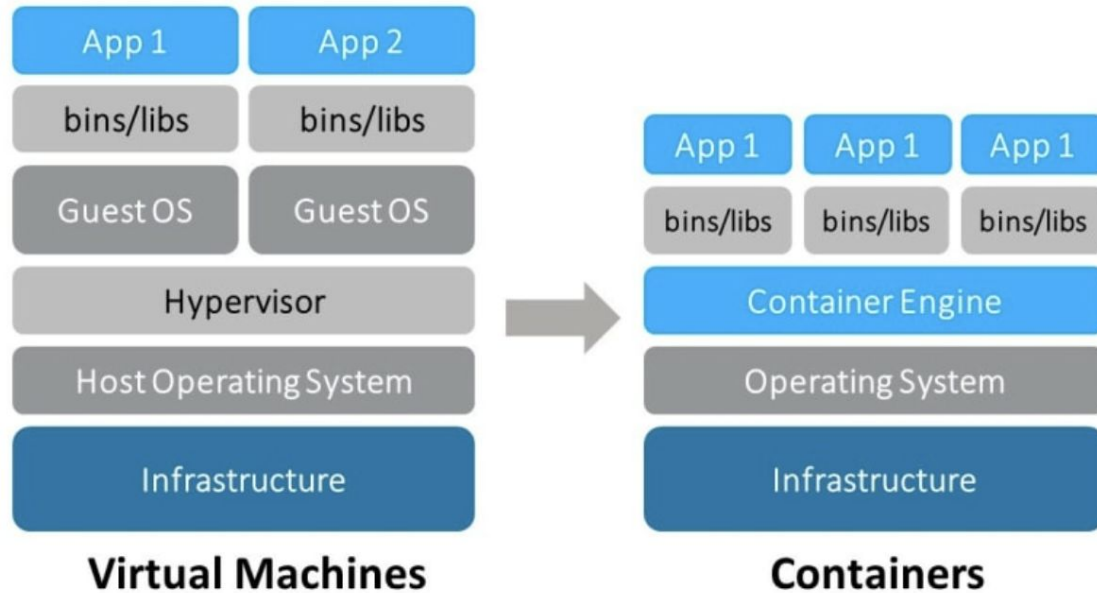 App 1
App 2
bins/libs
bins/libs
Guest OS
Guest OS
Hypervisor
Host Operating System
Infrastructure
Virtual Machines
App 1
App 1
App 1
bins/libs
bins/libs
bins/libs
Container Engine
Operating System
Infrastructure
Containers